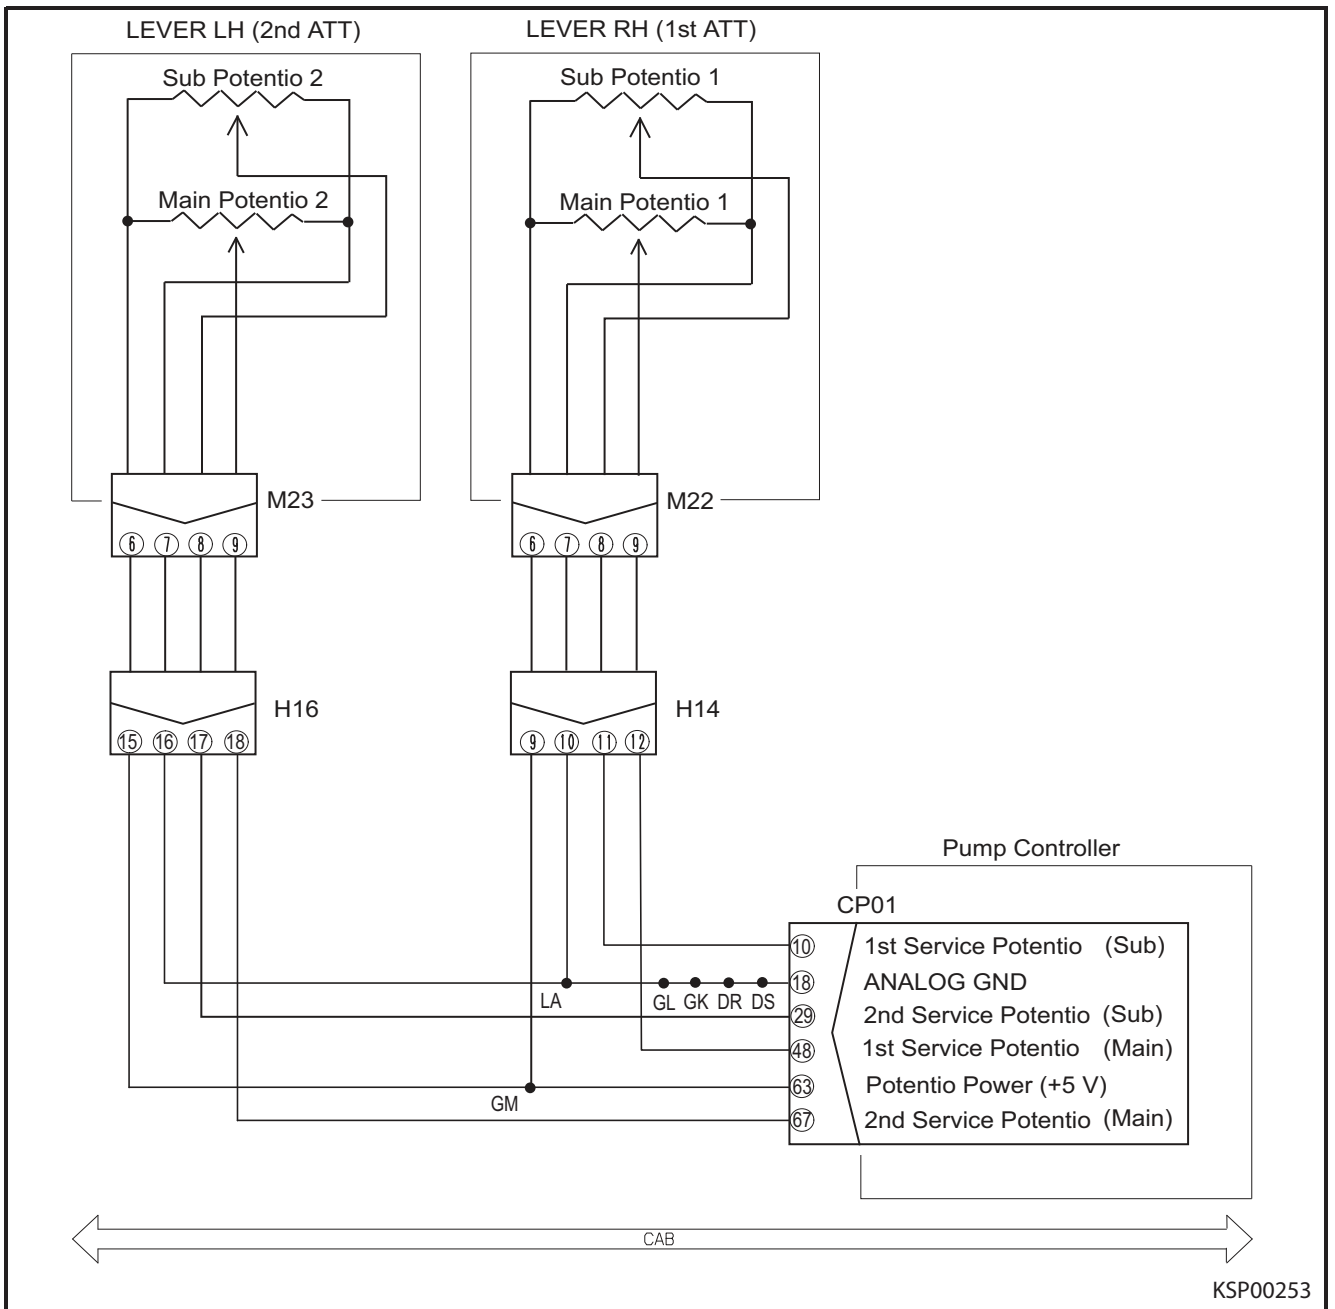 LEVER LH (2nd ATT)
LEVER RH (1st ATT)
Sub Potentio 2
Sub Potentio 1
Main Potentio 2
Main Potentio 1
M23
M22
6 7 8 9
6 7 8 9
H16
H14
15 16 17 18
9 10 11 12
Pump Controller
CP01
10 1st Service Potentio (Sub)
18 ANALOG GND
LA GL GK DR DS
29 2nd Service Potentio (Sub)
48 1st Service Potentio (Main)
63 Potentio Power (+5 V)
GM
67 2nd Service Potentio (Main)
CAB
KSP00253